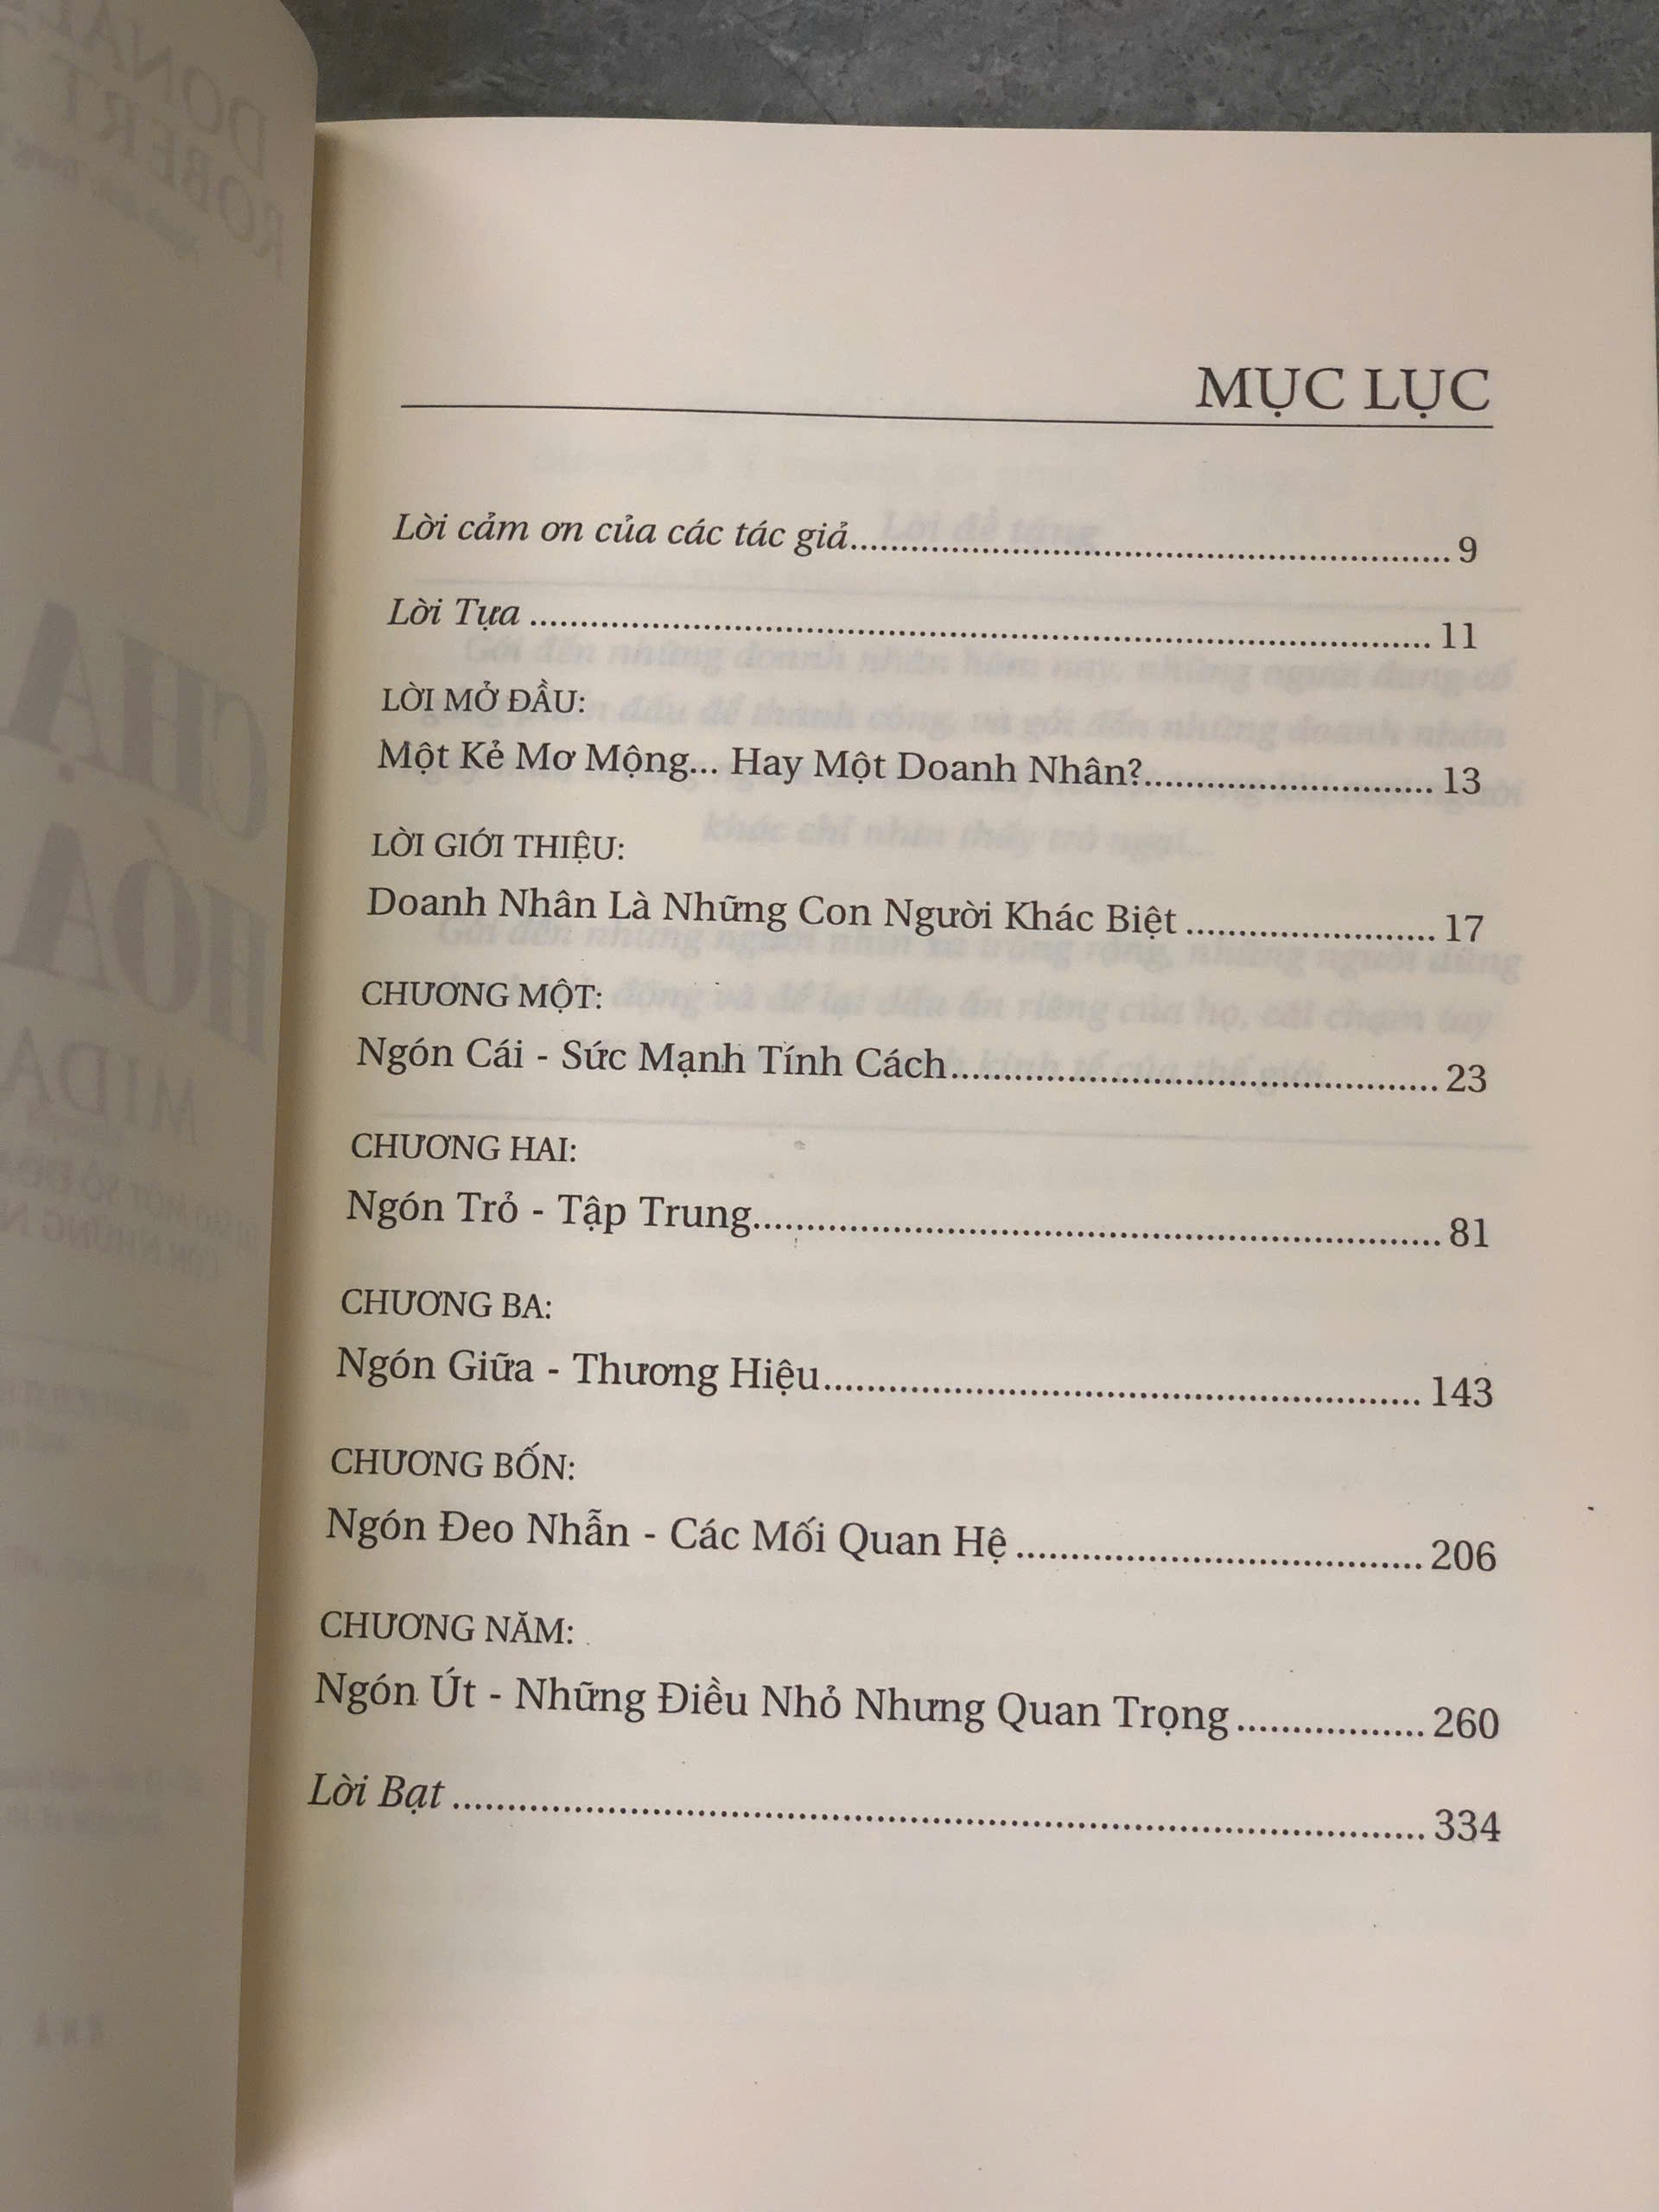 MỤC LỤC
Lời cảm ơn của các tác giả.......... 9
Lời Tựa .......... 11
LỜI MỞ ĐẦU:
Một Kẻ Mơ Mộng... Hay Một Doanh Nhân?.......... 13
LỜI GIỚI THIỆU:
Doanh Nhân Là Những Con Người Khác Biệt .......... 17
CHƯƠNG MỘT:
Ngón Cái - Sức Mạnh Tính Cách.......... 23
CHƯƠNG HAI:
Ngón Trỏ - Tập Trung.......... 81
CHƯƠNG BA:
Ngón Giữa - Thương Hiệu.......... 143
CHƯƠNG BỐN:
Ngón Đeo Nhẫn - Các Mối Quan Hệ .......... 206
CHƯƠNG NĂM:
Ngón Út - Những Điều Nhỏ Nhưng Quan Trọng .......... 260
Lời Bạt .......... 334